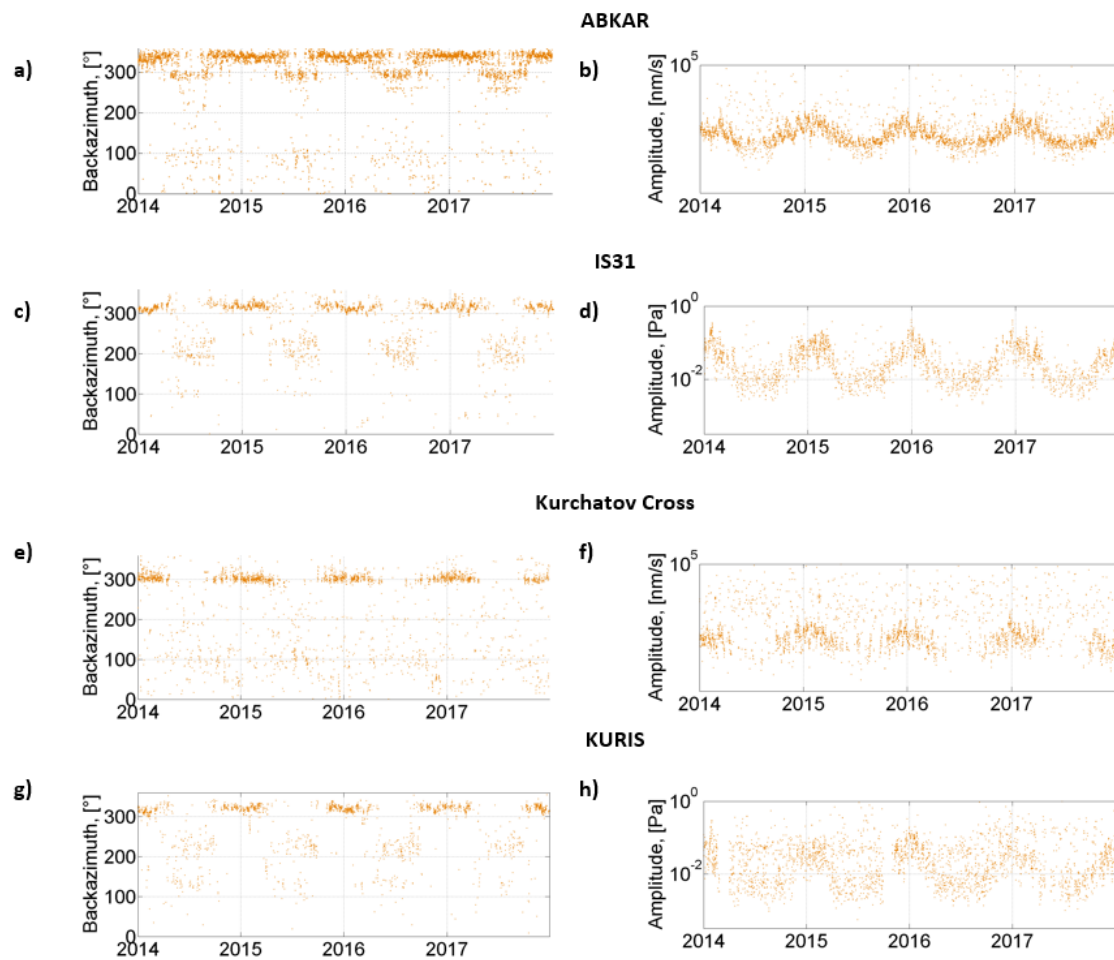 ABKAR
a)
Backazimuth, [°]
300
200
100
0
2014 2015 2016 2017
b)
Amplitude, [nm/s]
10^5
2014 2015 2016 2017
IS31
c)
Backazimuth, [°]
300
200
100
0
2014 2015 2016 2017
d)
Amplitude, [Pa]
10^0
10^-2
2014 2015 2016 2017
Kurchatov Cross
e)
Backazimuth, [°]
300
200
100
0
2014 2015 2016 2017
f)
Amplitude, [nm/s]
10^5
2014 2015 2016 2017
KURIS
g)
Backazimuth, [°]
300
200
100
0
2014 2015 2016 2017
h)
Amplitude, [Pa]
10^0
10^-2
2014 2015 2016 2017